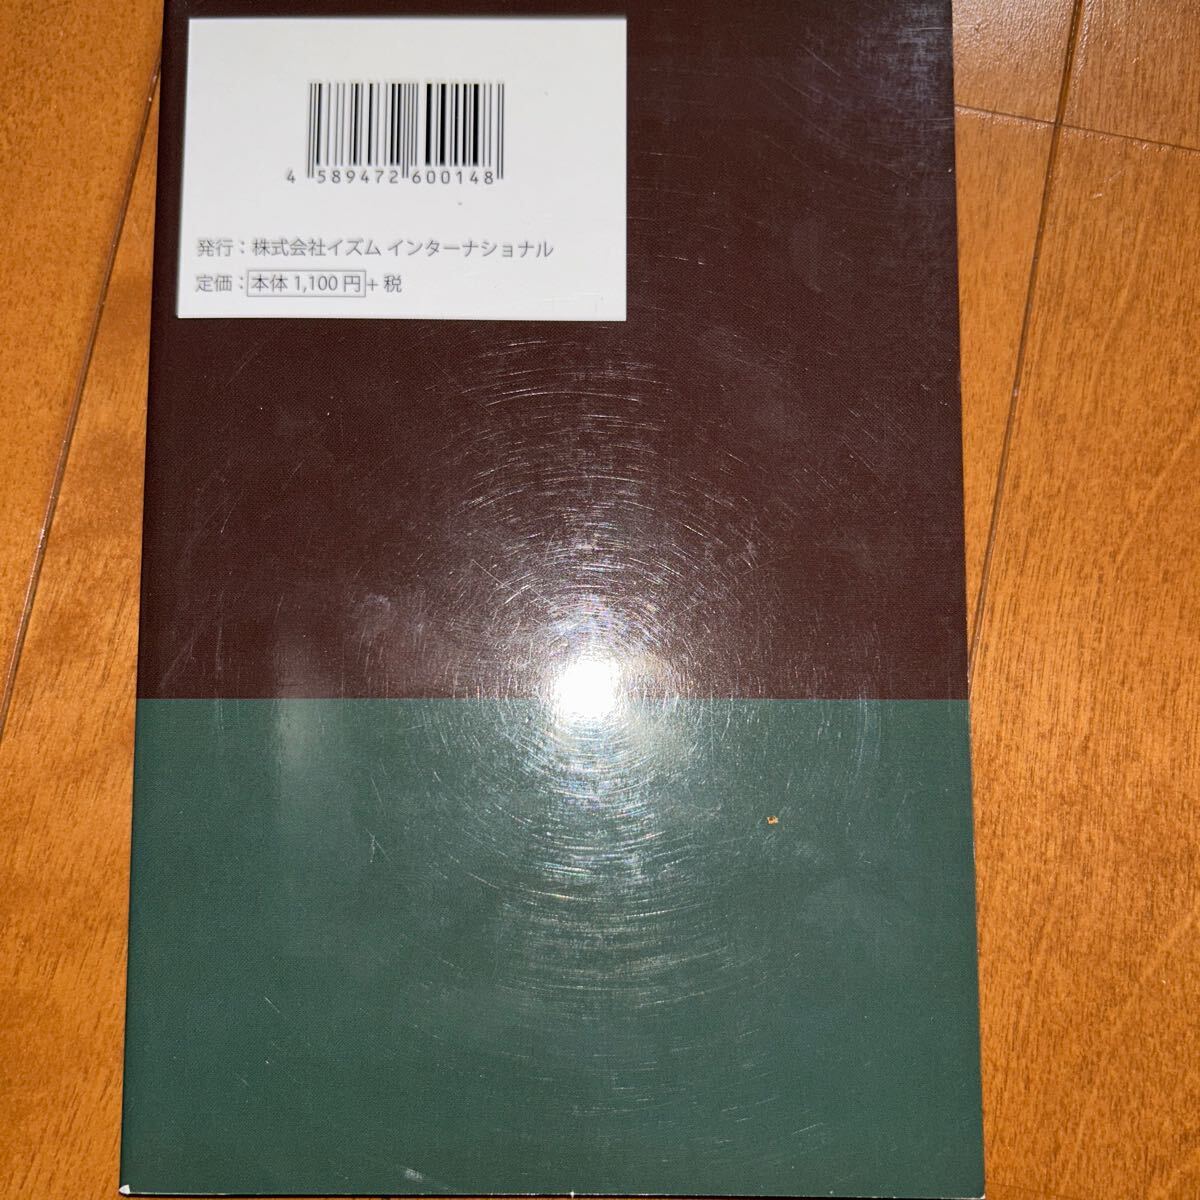 4 589472 600148
発行：株式会社イズム インターナショナル
定価：本体 1,100 円＋税